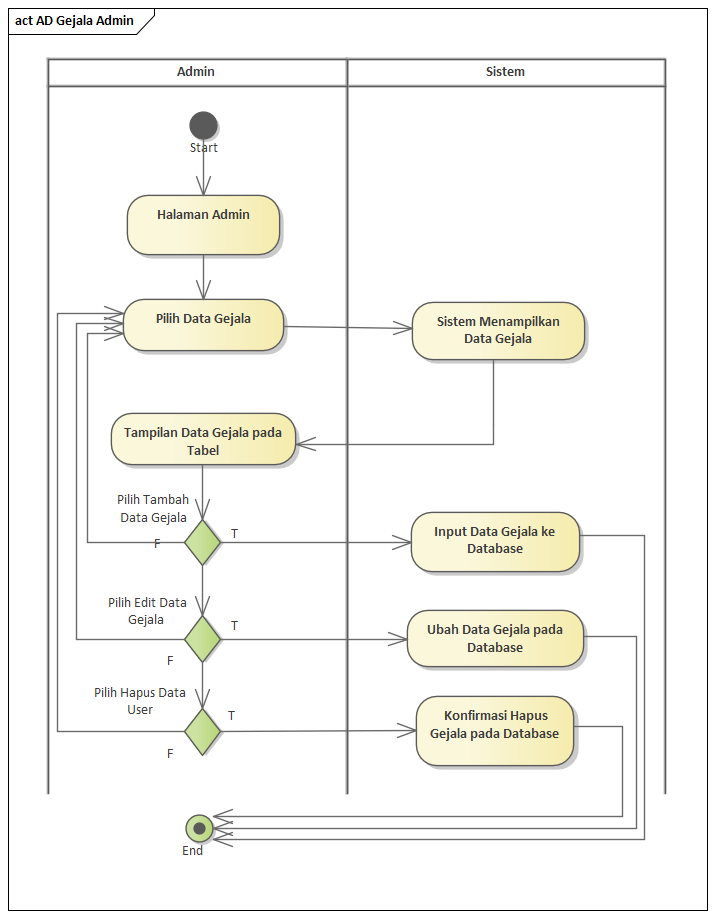 act AD Gejala Admin
Admin
Sistem
Start
Halaman Admin
Pilih Data Gejala
Sistem Menampilkan
Data Gejala
Tampilan Data Gejala pada
Tabel
Pilih Tambah
Data Gejala
F
T
Input Data Gejala ke
Database
Pilih Edit Data
Gejala
F
T
Ubah Data Gejala pada
Database
Pilih Hapus Data
User
F
T
Konfirmasi Hapus
Gejala pada Database
End